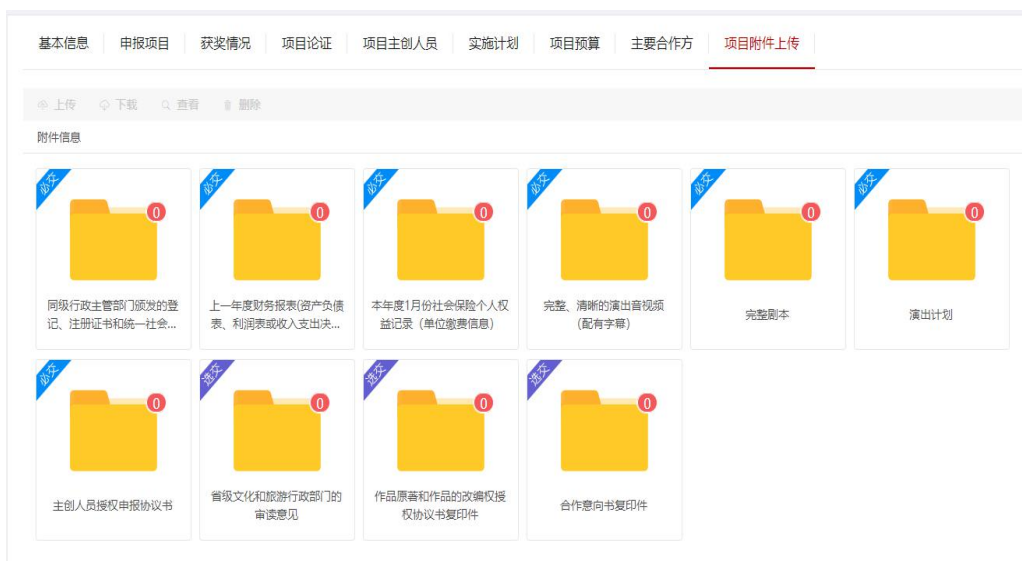 基本信息 申报项目 获奖情况 项目论证 项目主创人员 实施计划 项目预算 主要合作方 项目附件上传
上传 下载 查看 删除
附件信息
必交 0
同级行政主管部门颁发的登
记、注册证书和统一社会...
必交 0
上一年度财务报表(资产负债
表、利润表或收入支出决...
必交 0
本年度1月份社会保险个人权
益记录（单位缴费信息）
必交 0
完整、清晰的演出音视频
（配有字幕）
必交 0
完整剧本
必交 0
演出计划
必交 0
主创人员授权申报协议书
选交 0
省级文化和旅游行政部门的
审读意见
选交 0
作品原著和作品的改编权授
权协议书复印件
选交 0
合作意向书复印件